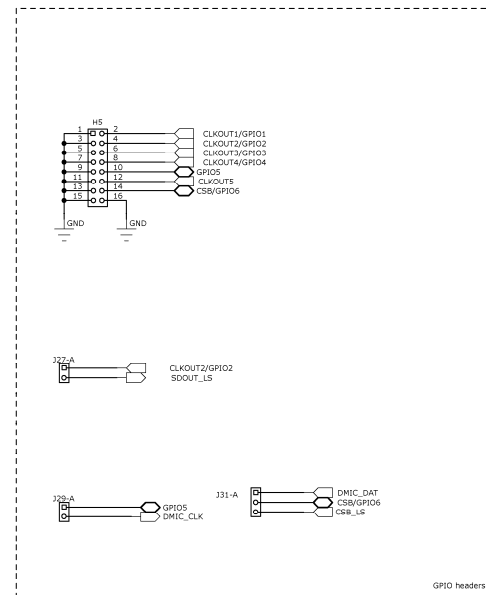 H5
1 2 CLKOUT1/GPIO1
3 4 CLKOUT2/GPIO2
5 6 CLKOUT3/GPIO3
7 8 CLKOUT4/GPIO4
9 10 GPIO5
11 12 CLKOUT5
13 14 CSB/GPIO6
15 16
GND GND
J27-A
CLKOUT2/GPIO2
SDOUT_LS
J29-A
GPIO5
DMIC_CLK
J31-A
DMIC_DAT
CSB/GPIO6
CSB_LS
GPIO headers